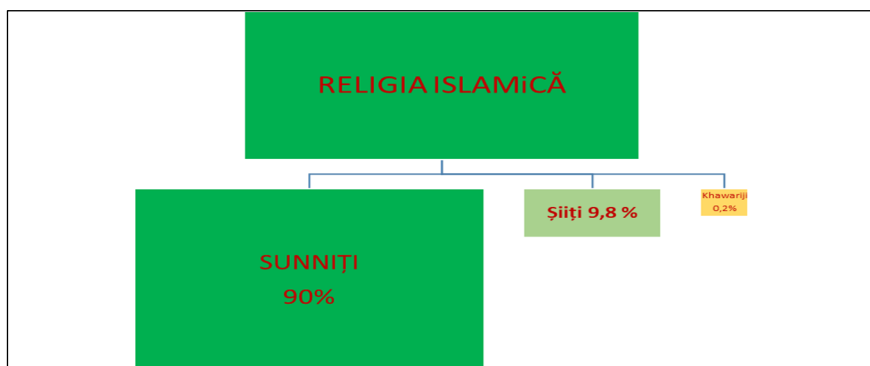 RELIGIA ISLAMiCĂ
SUNNIȚI
90%
Șiiți 9,8 %
Khawariji
0,2%